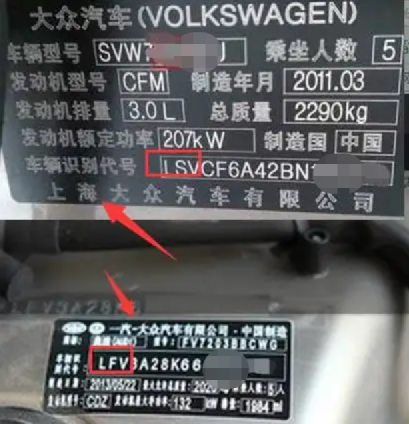 大众汽车(VOLKSWAGEN)
车辆型号 SVW7 J 乘坐人数 5
发动机型号 CFM 制造年月 2011.03
发动机排量 3.0 L 总质量 2290kg
发动机额定功率 207kW 制造国 中国
车辆识别代号 LSVCF6A42BN1
上海大众汽车有限公司
LFV3A28K6
一汽-大众汽车有限公司·中国制造
FV7203BBCWG
LFV3A28K66
2013/05/22 5人
CDZ 132 kW 1984 ml